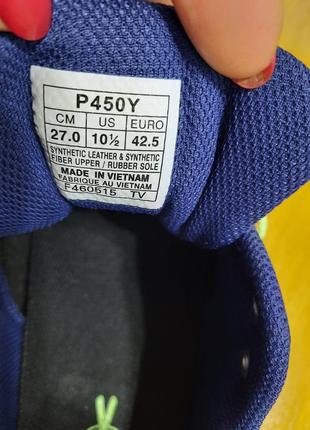 P450Y
CM US EURO
27.0 10½ 42.5
SYNTHETIC LEATHER & SYNTHETIC
FIBER UPPER / RUBBER SOLE
MADE IN VIETNAM
FABRIQUE AU VIETNAM
F460515 TV